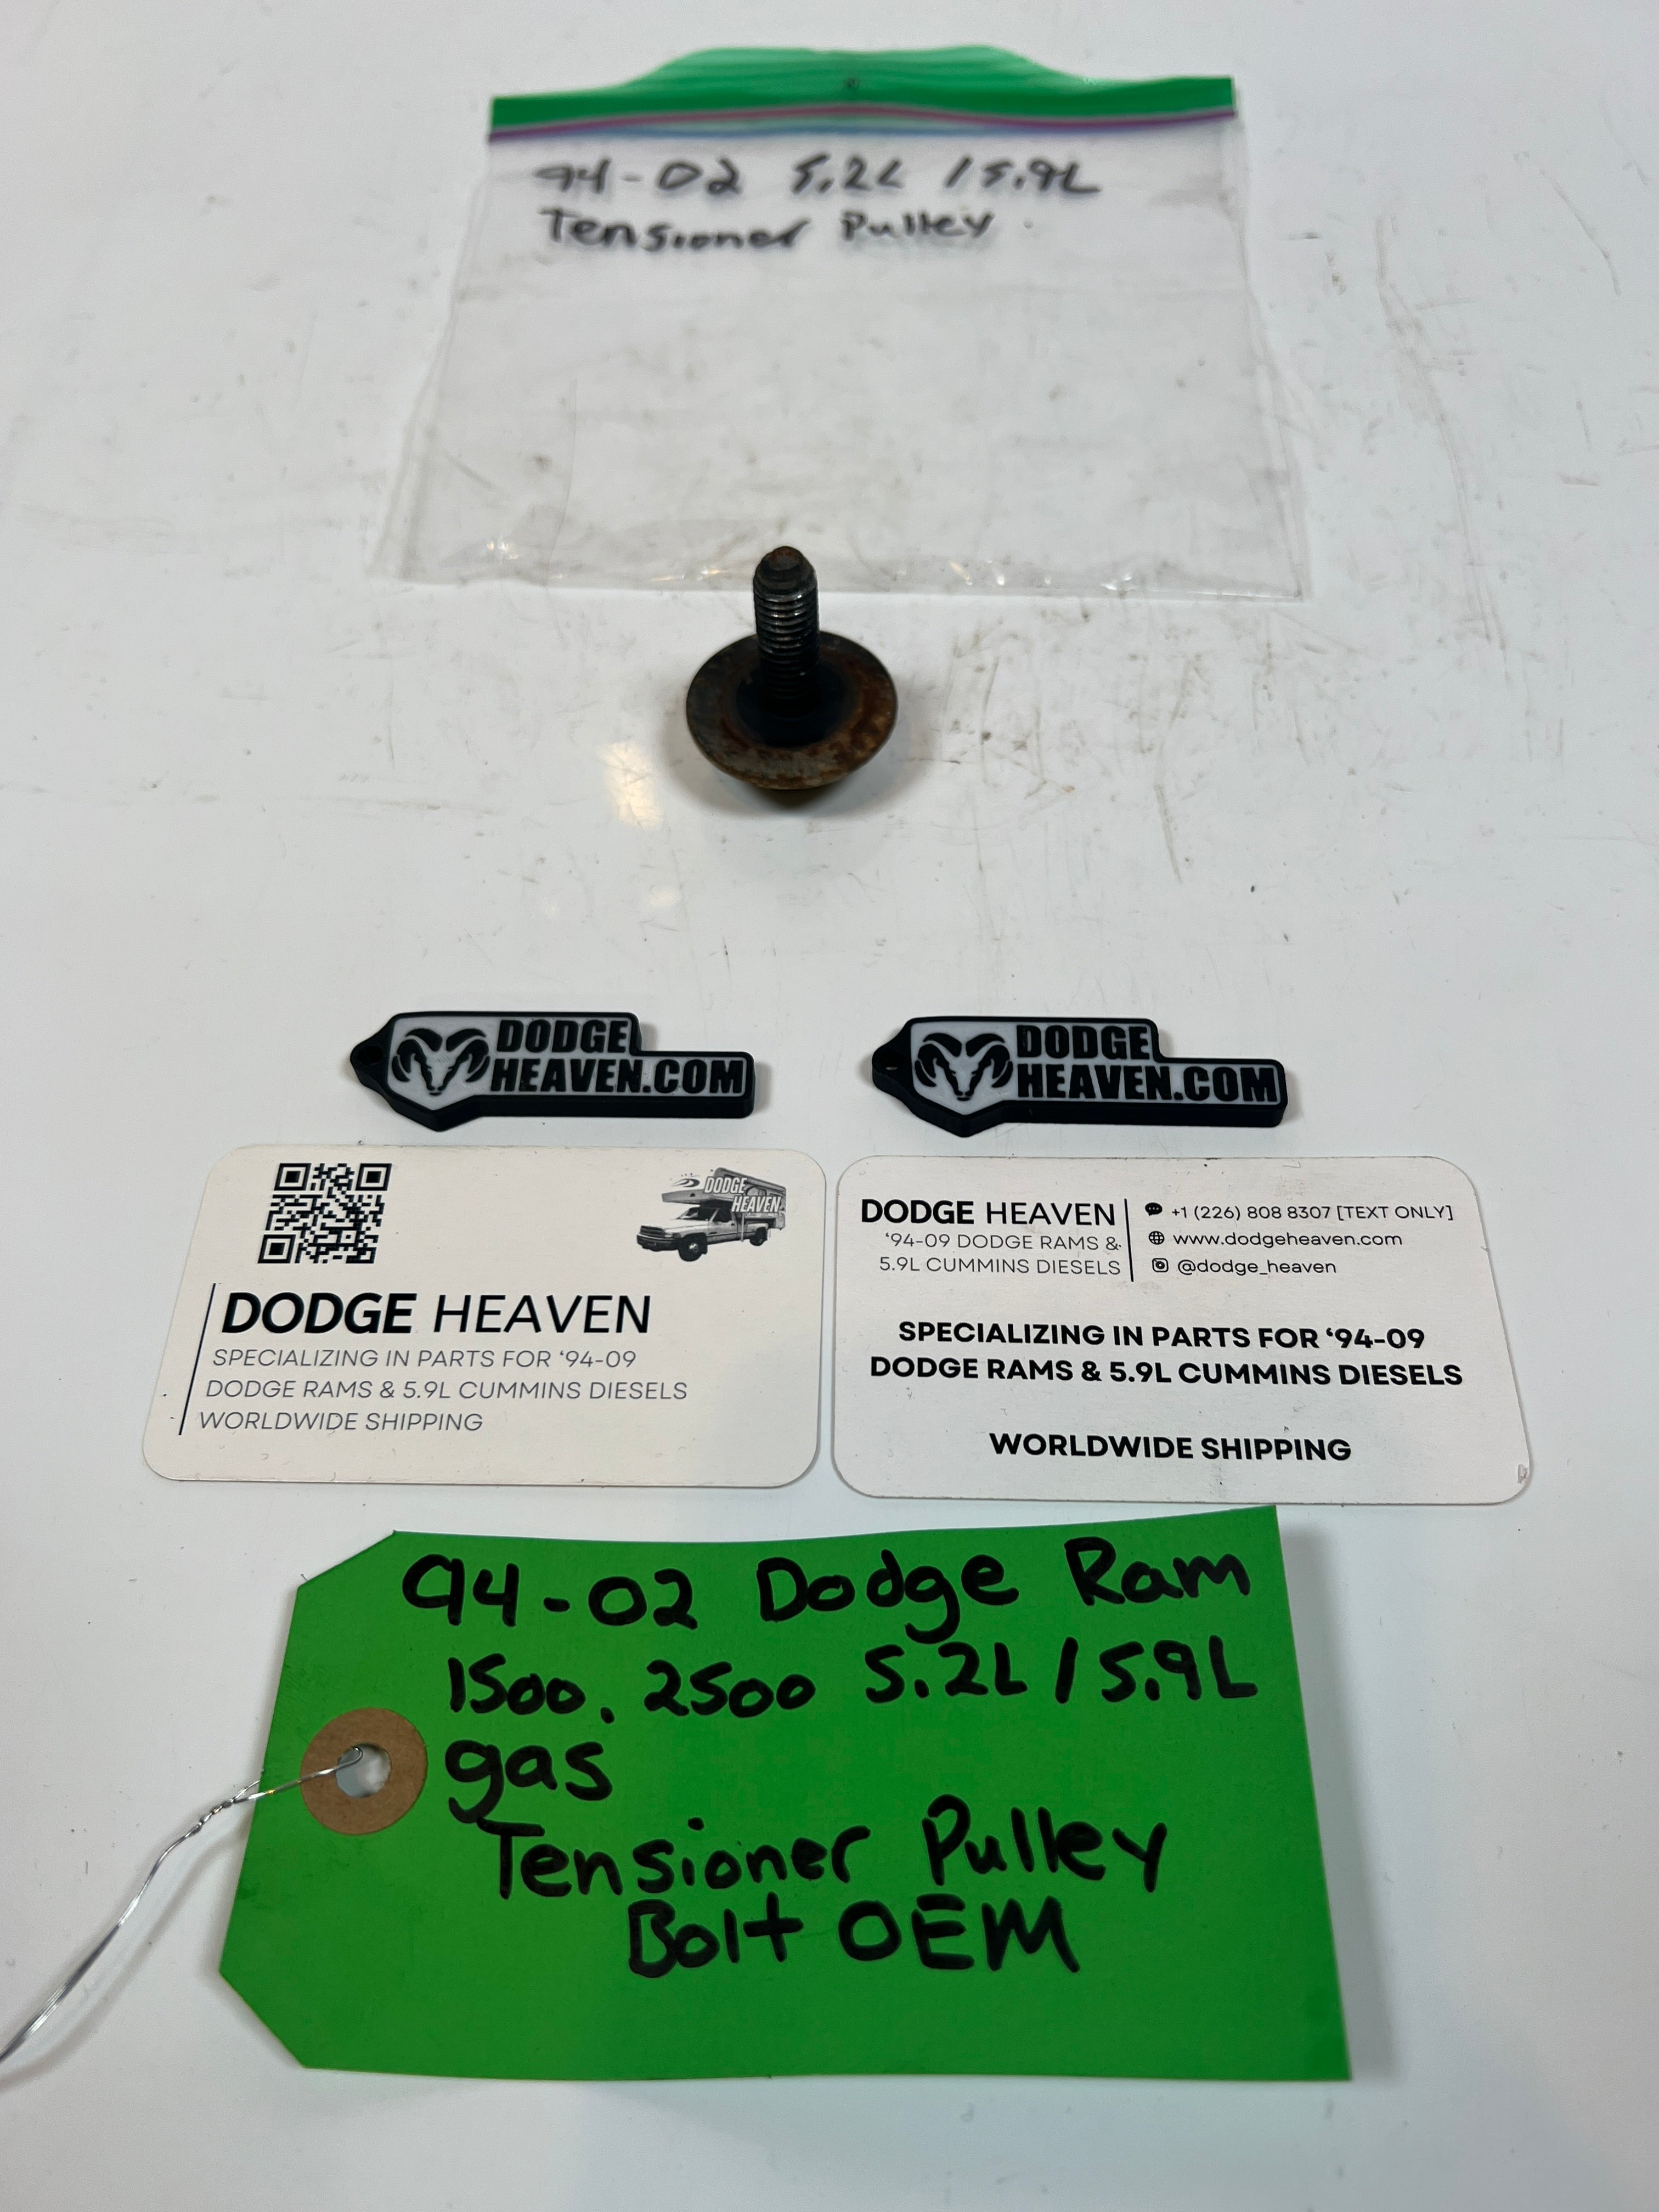 94-02 5.2L / 5.9L
Tensioner Pulley
DODGE
HEAVEN.COM
DODGE
HEAVEN.COM
DODGE
HEAVEN
DODGE HEAVEN
SPECIALIZING IN PARTS FOR ‘94-09
DODGE RAMS & 5.9L CUMMINS DIESELS
WORLDWIDE SHIPPING
DODGE HEAVEN
‘94-09 DODGE RAMS &
5.9L CUMMINS DIESELS
+1 (226) 808 8307 [TEXT ONLY]
www.dodgeheaven.com
@dodge_heaven
SPECIALIZING IN PARTS FOR ‘94-09
DODGE RAMS & 5.9L CUMMINS DIESELS
WORLDWIDE SHIPPING
94-02 Dodge Ram
1500, 2500 5.2L / 5.9L
gas
Tensioner Pulley
Bolt OEM